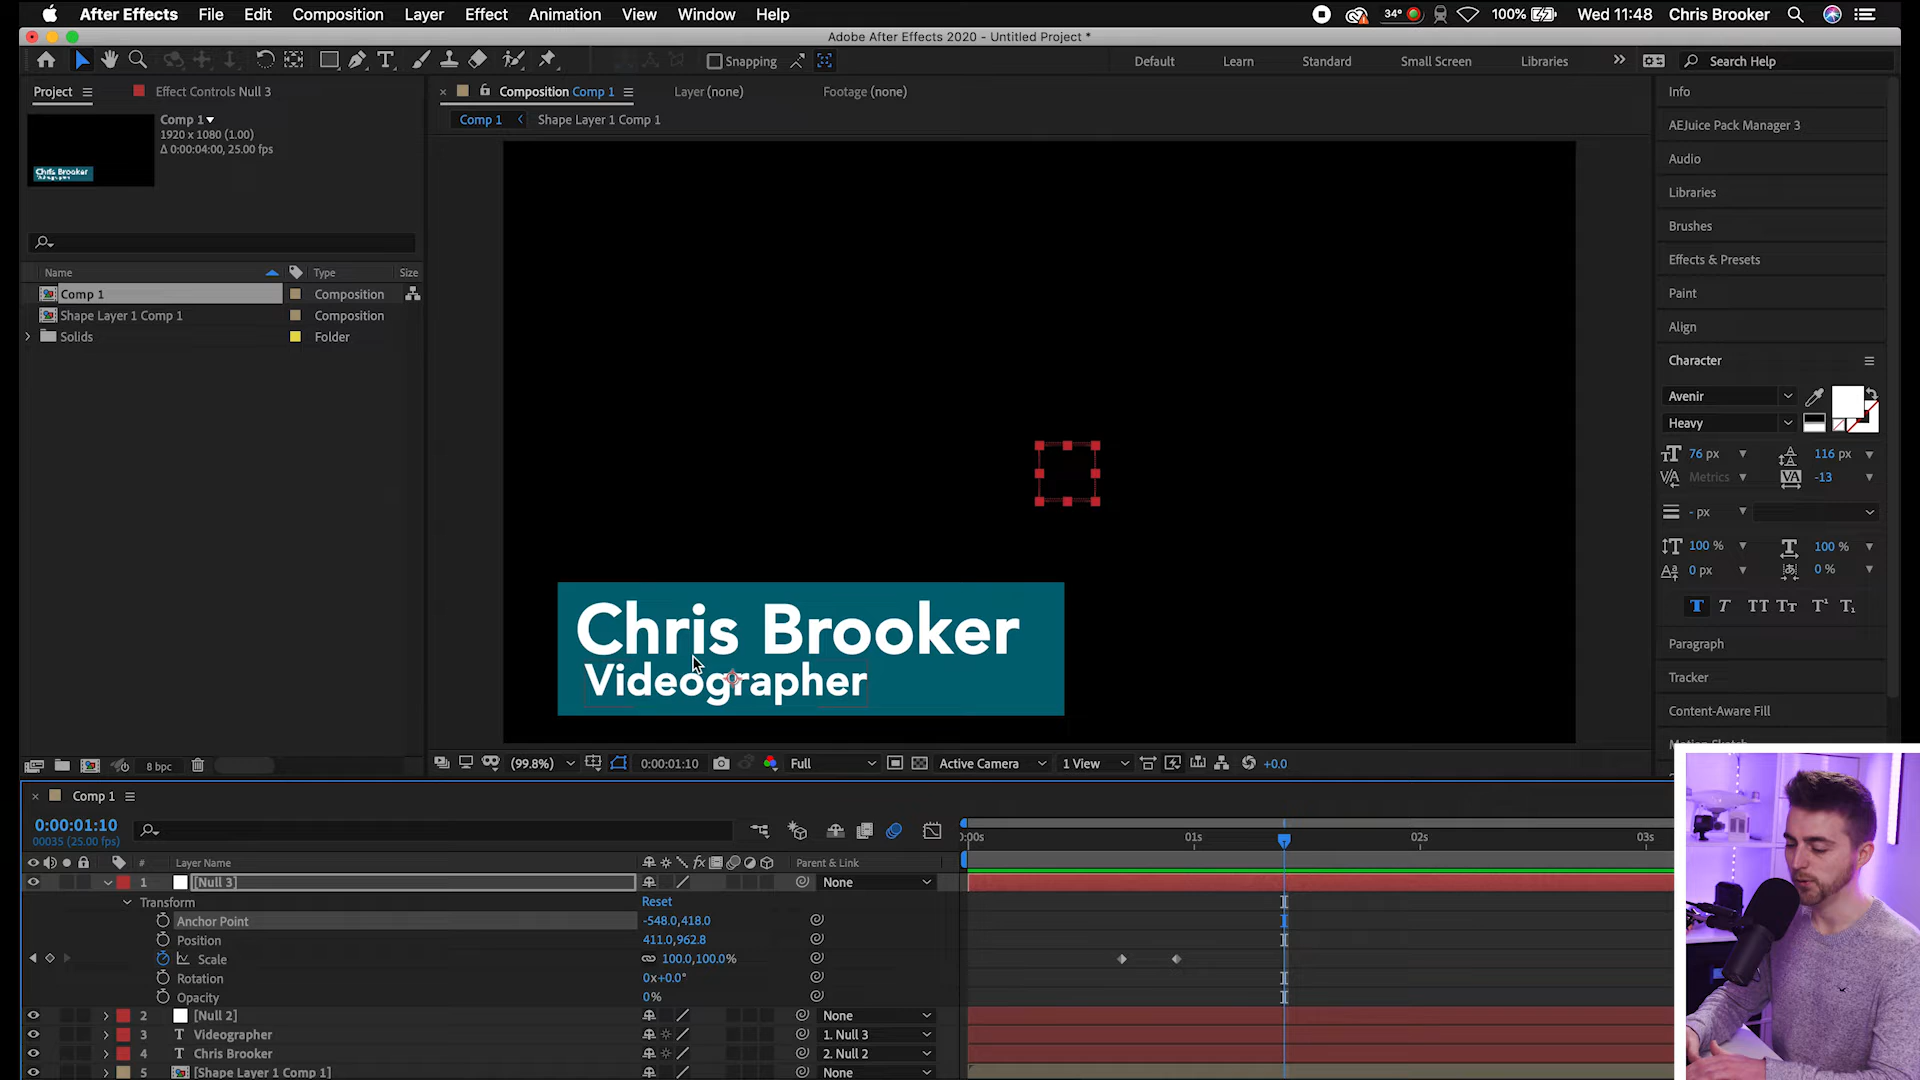 After Effects File Edit Composition Layer Effect Animation View Window Help 34° 100% Wed 11:48 Chris Brooker
Adobe After Effects 2020 - Untitled Project *
Snapping Default Learn Standard Small Screen Libraries Search Help
Project Effect Controls Null 3
Composition Comp 1 Layer (none) Footage (none)
Comp 1 Shape Layer 1 Comp 1
Comp 1
1920 x 1080 (1.00)
Δ 0:00:04:00, 25.00 fps
Chris Brooker
Name Type Size
Comp 1 Composition
Shape Layer 1 Comp 1 Composition
Solids Folder
Chris Brooker
Videographer
Info
AEJuice Pack Manager 3
Audio
Libraries
Brushes
Effects & Presets
Paint
Align
Character
Avenir
Heavy
76 px 116 px
Metrics -13
- px
100 % 100 %
0 px 0 %
T T TT Tт T¹ T₁
Paragraph
Tracker
Content-Aware Fill
8 bpc (99.8%) 0:00:01:10 Full Active Camera 1 View +0.0
Comp 1
0:00:01:10
00035 (25.00 fps)
:00s 01s 02s 03s
# Layer Name fx Parent & Link
1 [Null 3] None
Transform Reset
Anchor Point -548.0,418.0
Position 411.0,962.8
Scale 100.0,100.0%
Rotation 0x+0.0°
Opacity 0%
2 [Null 2] None
3 T Videographer 1. Null 3
4 T Chris Brooker 2. Null 2
5 [Shape Layer 1 Comp 1] None